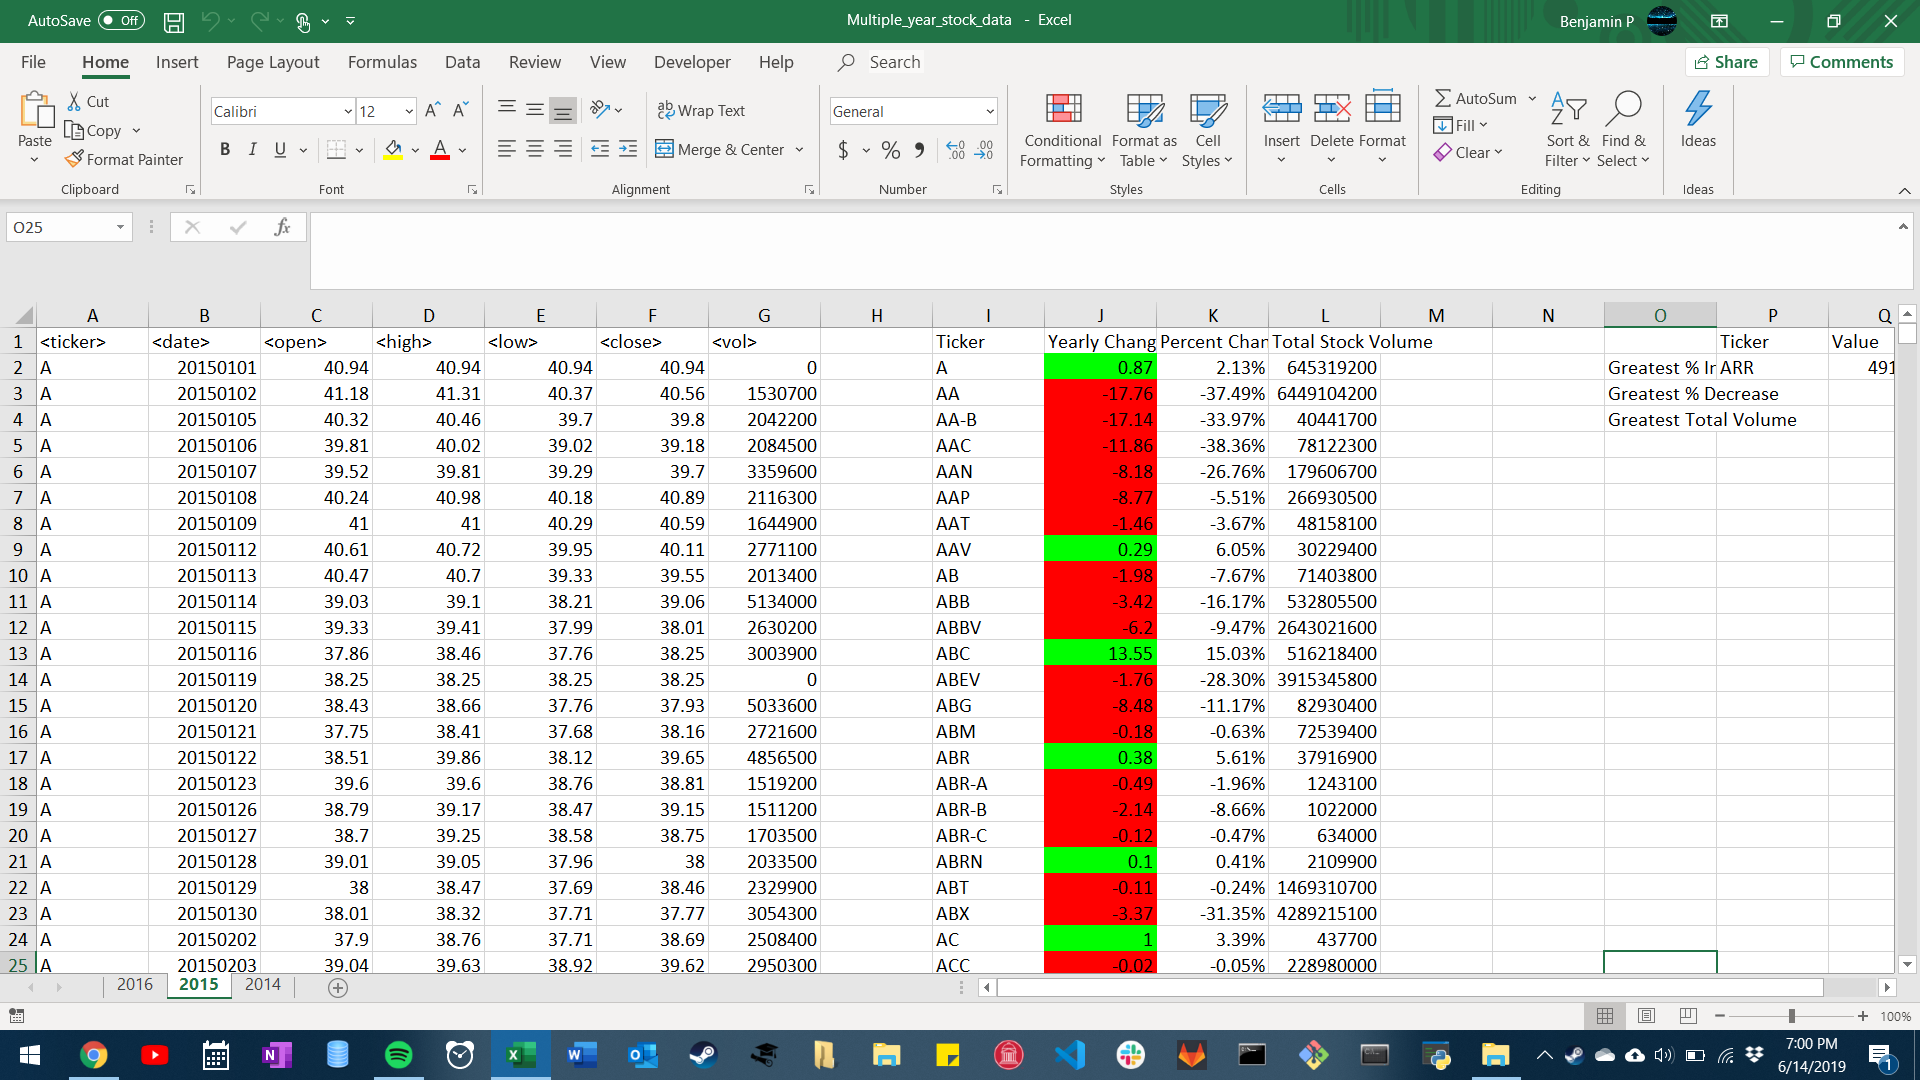 AutoSave Off Multiple_year_stock_data - Excel Benjamin P
File Home Insert Page Layout Formulas Data Review View Developer Help Search Share Comments
Paste Cut Copy Format Painter
Calibri 12 B I U A
ab Wrap Text
Merge & Center
General
$ % 9
Conditional Formatting Format as Table Cell Styles
Insert Delete Format
AutoSum Fill Clear
Sort & Filter Find & Select
Ideas
Clipboard Font Alignment Number Styles Cells Editing Ideas
O25 fx
A B C D E F G H I J K L M N O P Q
1 <ticker> <date> <open> <high> <low> <close> <vol> Ticker Yearly Chang Percent Chan Total Stock Volume Ticker Value
2 A 20150101 40.94 40.94 40.94 40.94 0 A 0.87 2.13% 645319200 Greatest % Ir ARR 491
3 A 20150102 41.18 41.31 40.37 40.56 1530700 AA -17.76 -37.49% 6449104200 Greatest % Decrease
4 A 20150105 40.32 40.46 39.7 39.8 2042200 AA-B -17.14 -33.97% 40441700 Greatest Total Volume
5 A 20150106 39.81 40.02 39.02 39.18 2084500 AAC -11.86 -38.36% 78122300
6 A 20150107 39.52 39.81 39.29 39.7 3359600 AAN -8.18 -26.76% 179606700
7 A 20150108 40.24 40.98 40.18 40.89 2116300 AAP -8.77 -5.51% 266930500
8 A 20150109 41 41 40.29 40.59 1644900 AAT -1.46 -3.67% 48158100
9 A 20150112 40.61 40.72 39.95 40.11 2771100 AAV 0.29 6.05% 30229400
10 A 20150113 40.47 40.7 39.33 39.55 2013400 AB -1.98 -7.67% 71403800
11 A 20150114 39.03 39.1 38.21 39.06 5134000 ABB -3.42 -16.17% 532805500
12 A 20150115 39.33 39.41 37.99 38.01 2630200 ABBV -6.2 -9.47% 2643021600
13 A 20150116 37.86 38.46 37.76 38.25 3003900 ABC 13.55 15.03% 516218400
14 A 20150119 38.25 38.25 38.25 38.25 0 ABEV -1.76 -28.30% 3915345800
15 A 20150120 38.43 38.66 37.76 37.93 5033600 ABG -8.48 -11.17% 82930400
16 A 20150121 37.75 38.41 37.68 38.16 2721600 ABM -0.18 -0.63% 72539400
17 A 20150122 38.51 39.86 38.12 39.65 4856500 ABR 0.38 5.61% 37916900
18 A 20150123 39.6 39.6 38.76 38.81 1519200 ABR-A -0.49 -1.96% 1243100
19 A 20150126 38.79 39.17 38.47 39.15 1511200 ABR-B -2.14 -8.66% 1022000
20 A 20150127 38.7 39.25 38.58 38.75 1703500 ABR-C -0.12 -0.47% 634000
21 A 20150128 39.01 39.05 37.96 38 2033500 ABRN 0.1 0.41% 2109900
22 A 20150129 38 38.47 37.69 38.46 2329900 ABT -0.11 -0.24% 1469310700
23 A 20150130 38.01 38.32 37.71 37.77 3054300 ABX -3.37 -31.35% 4289215100
24 A 20150202 37.9 38.76 37.71 38.69 2508400 AC 1 3.39% 437700
25 A 20150203 39.04 39.63 38.92 39.62 2950300 ACC -0.02 -0.05% 228980000
2016 2015 2014
100%
7:00 PM
6/14/2019
1